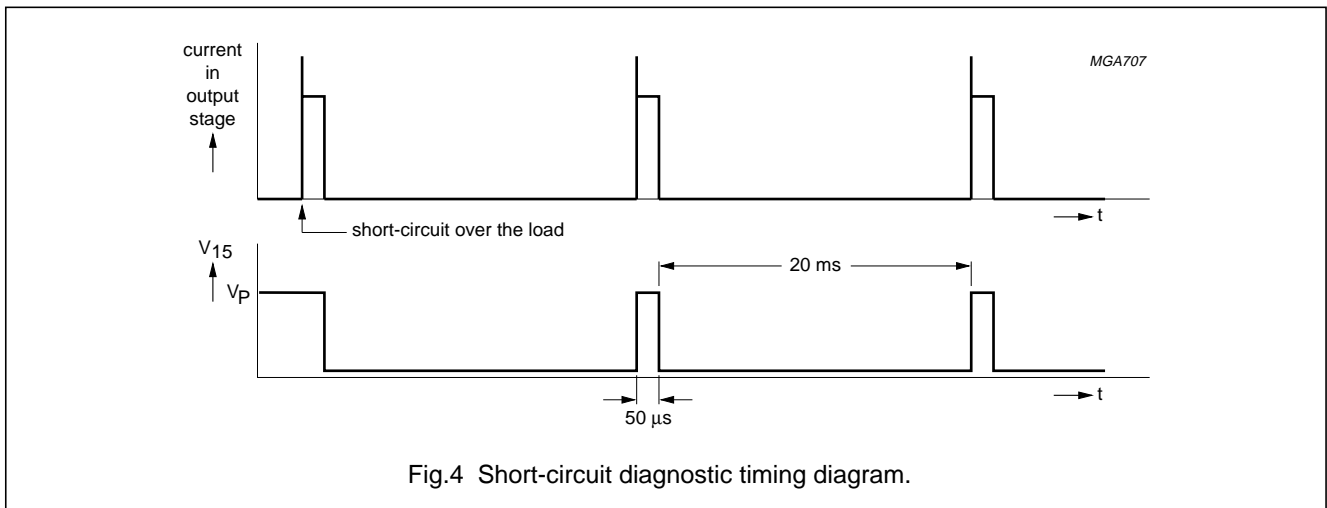 current
in
output
stage
MGA707
t
short-circuit over the load
V15
VP
20 ms
t
50 µs
Fig.4 Short-circuit diagnostic timing diagram.